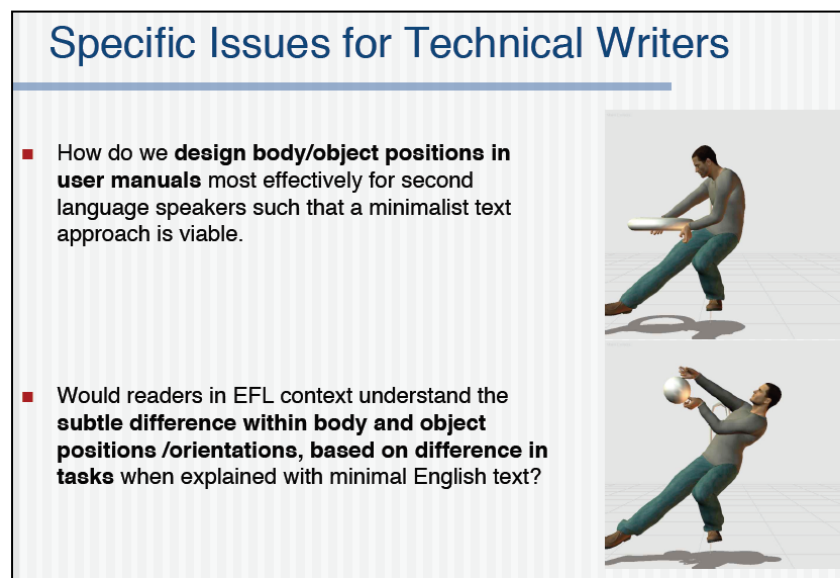 Specific Issues for Technical Writers
How do we design body/object positions in
user manuals most effectively for second
language speakers such that a minimalist text
approach is viable.
Would readers in EFL context understand the
subtle difference within body and object
positions /orientations, based on difference in
tasks when explained with minimal English text?